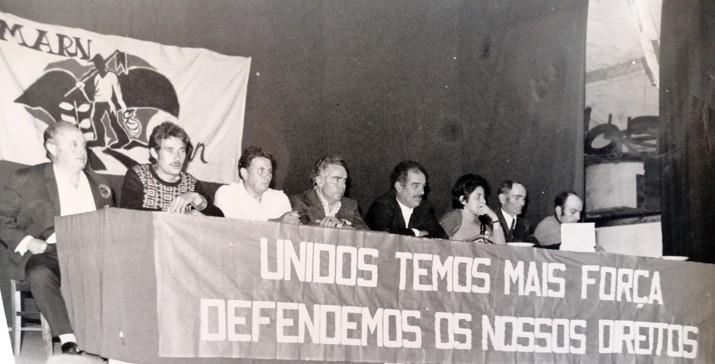 MARN
UNIDOS TEMOS MAIS FORÇA
DEFENDEMOS OS NOSSOS DIREITOS